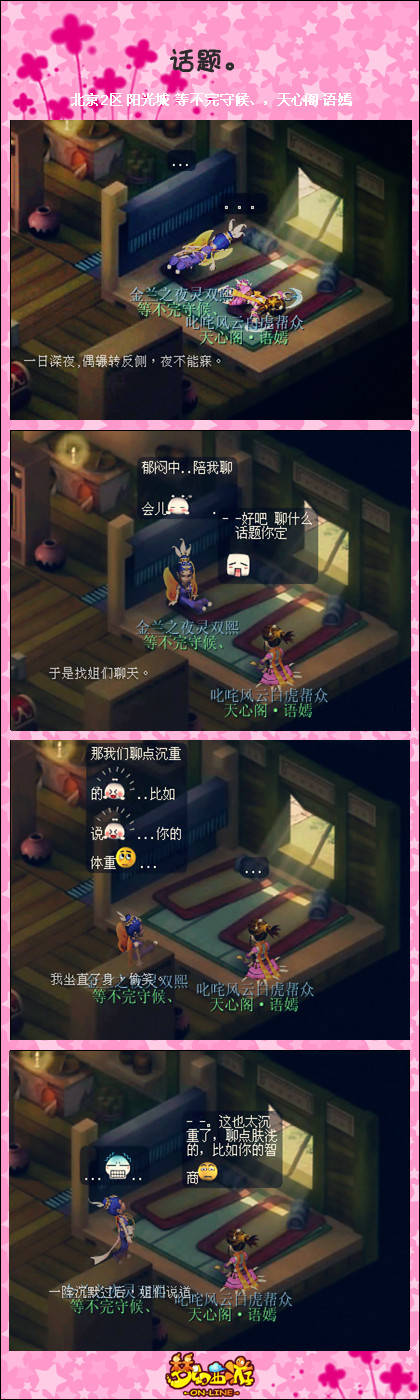 话题。
北京2区 阳光城 等不完守候、，天心阁·语嫣
...
。。。
金兰之夜灵双熙
等不完守候、
叱咤风云白虎帮众
天心阁·语嫣
一日深夜,偶辗转反侧，夜不能寐。
郁闷中..陪我聊
会儿 .
- -好吧 聊什么
话题你定
金兰之夜灵双熙
等不完守候、
于是找姐们聊天。
叱咤风云白虎帮众
天心阁·语嫣
那我们聊点沉重
的 ..比如
说 ...你的
体重 ...
...
我坐直了身，偷笑。
双熙
等不完守候、
叱咤风云白虎帮众
天心阁·语嫣
- -。这也太沉
重了，聊点肤浅
的，比如你的智
商
... ..
一阵沉默过后，姐们说道
等不完守候、
叱咤风云白虎帮众
天心阁·语嫣
梦幻西游
ON-LINE